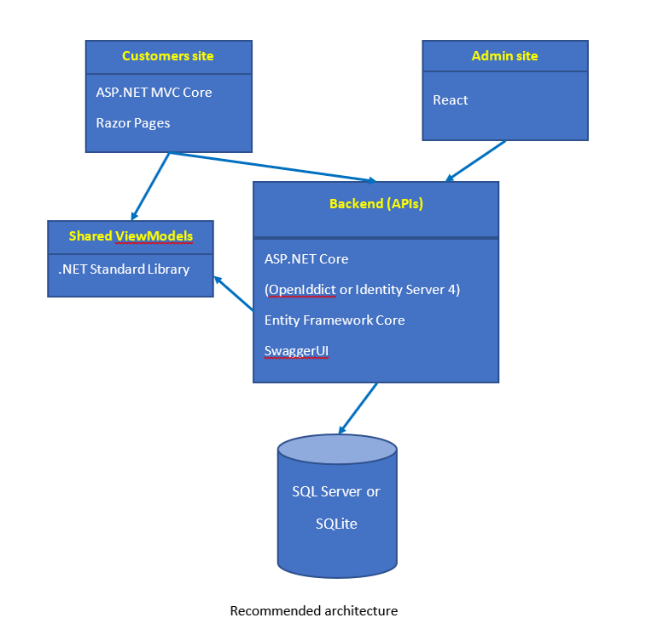 Customers site
ASP.NET MVC Core
Razor Pages
Admin site
React
Shared ViewModels
.NET Standard Library
Backend (APIs)
ASP.NET Core
(OpenIddict or Identity Server 4)
Entity Framework Core
SwaggerUI
SQL Server or
SQLite
Recommended architecture